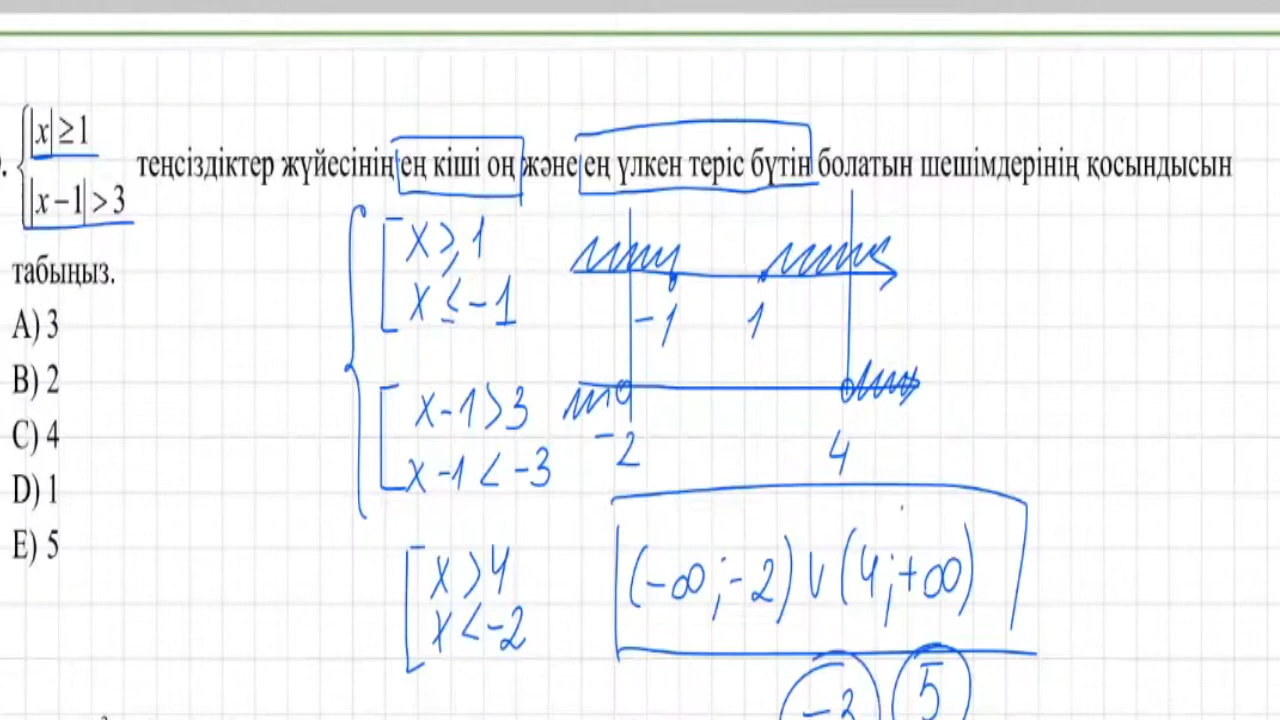 {|x| ≥ 1
|x − 1| > 3
теңсіздіктер жүйесінің ең кіші оң және ең үлкен теріс бүтін болатын шешімдерінің қосындысын
табыңыз.
A) 3
B) 2
C) 4
D) 1
E) 5
x ≥ 1
x ≤ -1
-1 1
x-1>3
x-1<-3
-2 4
x>4
x<-2
(-∞;-2)∪(4;+∞)
-3 5